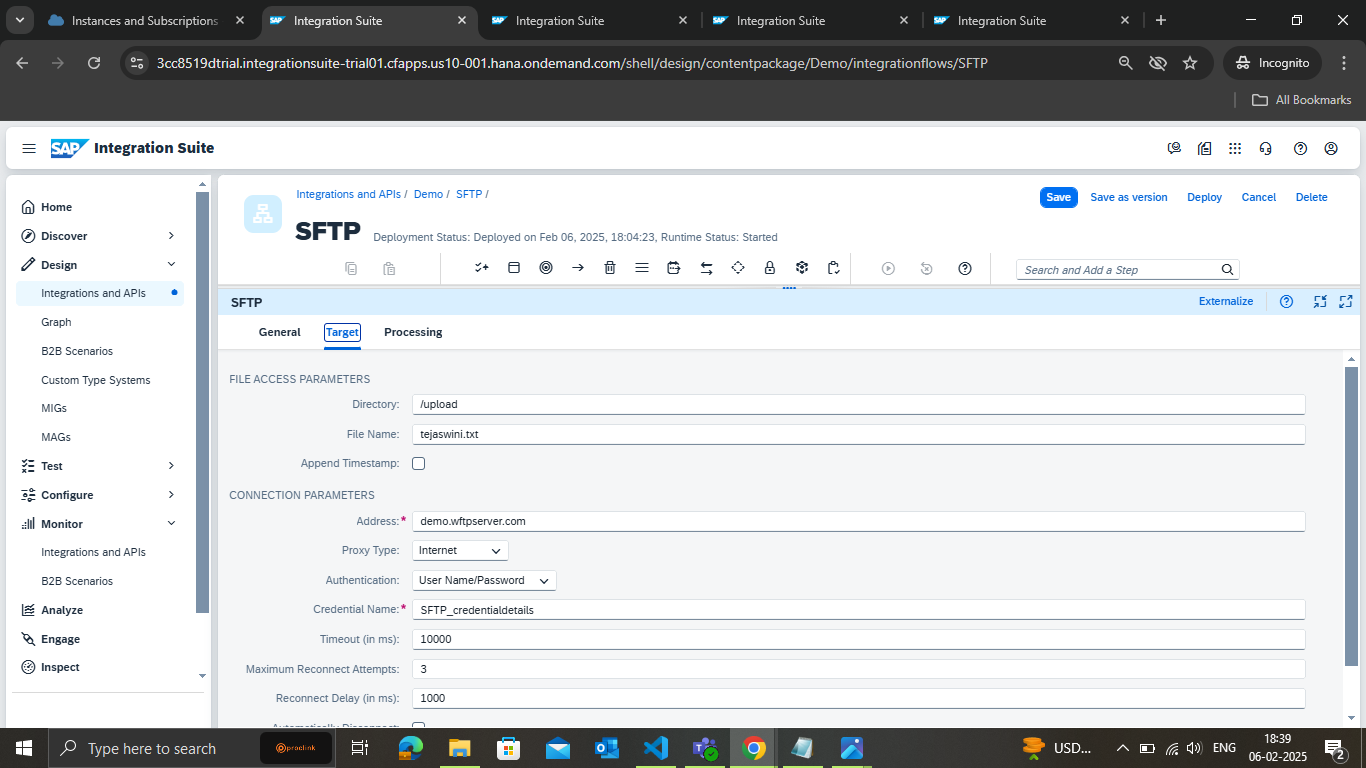 Instances and Subscriptions
Integration Suite
Integration Suite
Integration Suite
Integration Suite
3cc8519dtrial.integrationsuite-trial01.cfapps.us10-001.hana.ondemand.com/shell/design/contentpackage/Demo/integrationflows/SFTP
Incognito
All Bookmarks
SAP Integration Suite
Home
Discover
Design
Integrations and APIs
Graph
B2B Scenarios
Custom Type Systems
MIGs
MAGs
Test
Configure
Monitor
Integrations and APIs
B2B Scenarios
Analyze
Engage
Inspect
Integrations and APIs / Demo / SFTP /
Save Save as version Deploy Cancel Delete
SFTP Deployment Status: Deployed on Feb 06, 2025, 18:04:23, Runtime Status: Started
Search and Add a Step
SFTP Externalize
General Target Processing
FILE ACCESS PARAMETERS
Directory: /upload
File Name: tejaswini.txt
Append Timestamp:
CONNECTION PARAMETERS
Address:* demo.wftpserver.com
Proxy Type: Internet
Authentication: User Name/Password
Credential Name:* SFTP_credentialdetails
Timeout (in ms): 10000
Maximum Reconnect Attempts: 3
Reconnect Delay (in ms): 1000
Automatically Disconnect:
Type here to search
proclink
USD...
ENG
18:39
06-02-2025
2